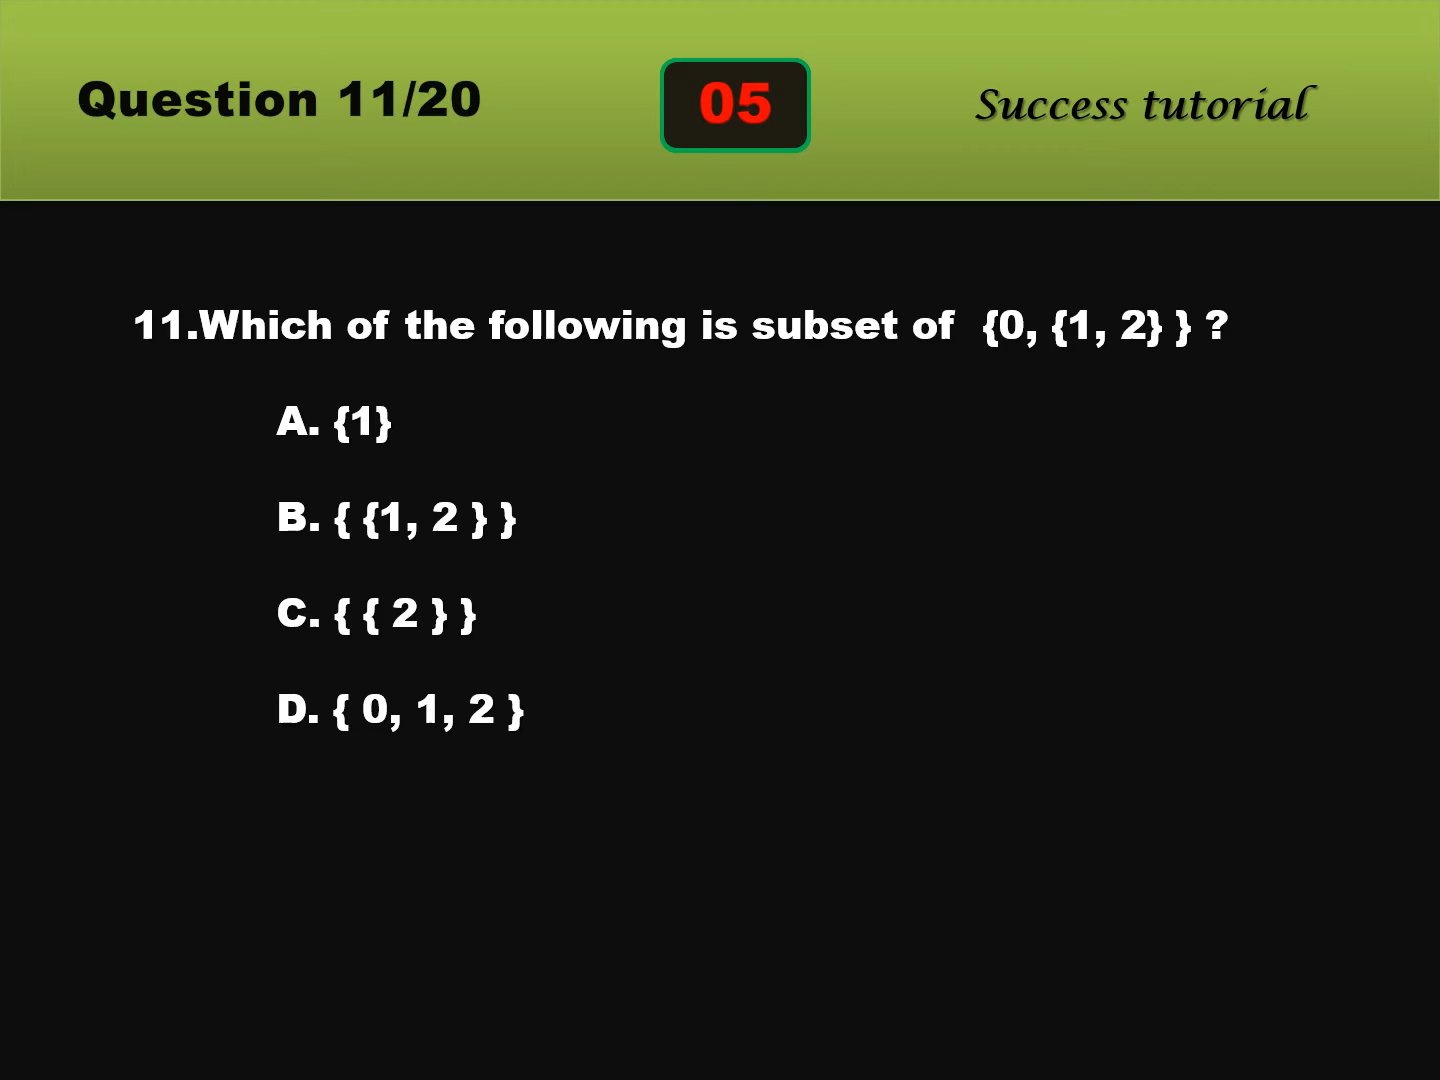 Question 11/20
05
Success tutorial
11.Which of the following is subset of  {0, {1, 2} } ?
A. {1}
B. { {1, 2 } }
C. { { 2 } }
D. { 0, 1, 2 }